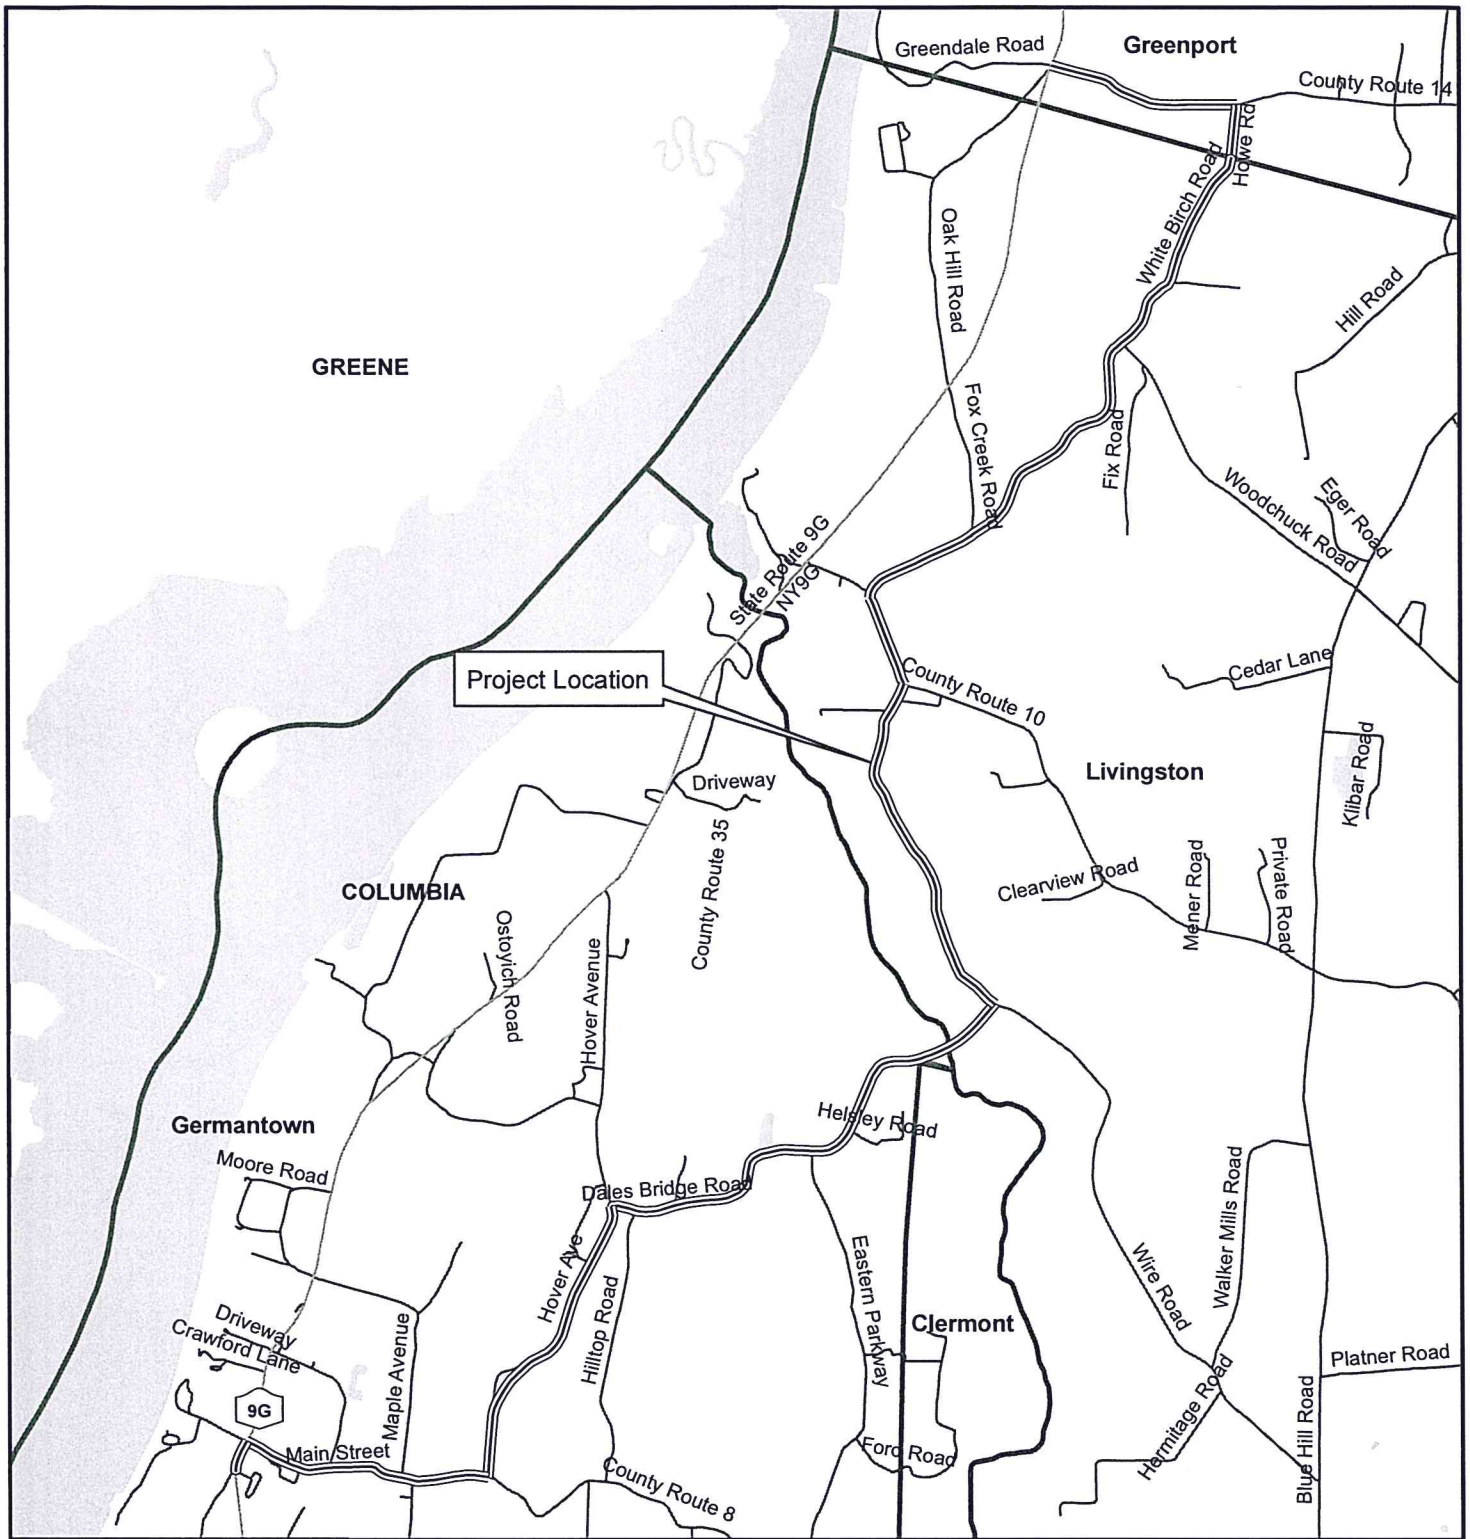 Greendale Road
Greenport
County Route 14
Howe Rd
White Birch Road
Oak Hill Road
Hill Road
GREENE
Fox Creek Road
Fix Road
Woodchuck Road
Eger Road
State Route 9G
NY9G
Cedar Lane
Project Location
County Route 10
Livingston
Klibar Road
Driveway
County Route 35
COLUMBIA
Clearview Road
Mener Road
Private Road
Ostoyich Road
Hover Avenue
Germantown
Helsley Road
Moore Road
Dales Bridge Road
Hover Ave
Eastern Parkway
Wire Road
Walker Mills Road
Hilltop Road
Clermont
Driveway
Crawford Lane
Maple Avenue
Platner Road
9G
Hermitage Road
Blue Hill Road
Main Street
Ford Road
County Route 8